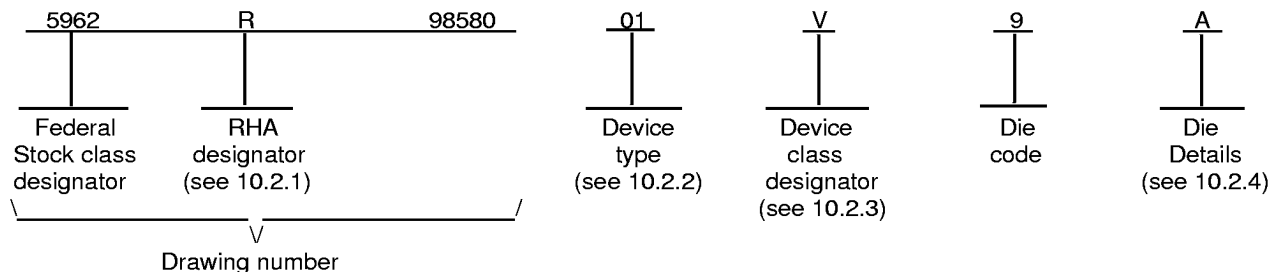 5962 R 98580 01 V 9 A
Federal RHA Device Device Die Die
Stock class designator type class code Details
designator (see 10.2.1) (see 10.2.2) designator (see 10.2.4)
(see 10.2.3)
\ /
\/
Drawing number